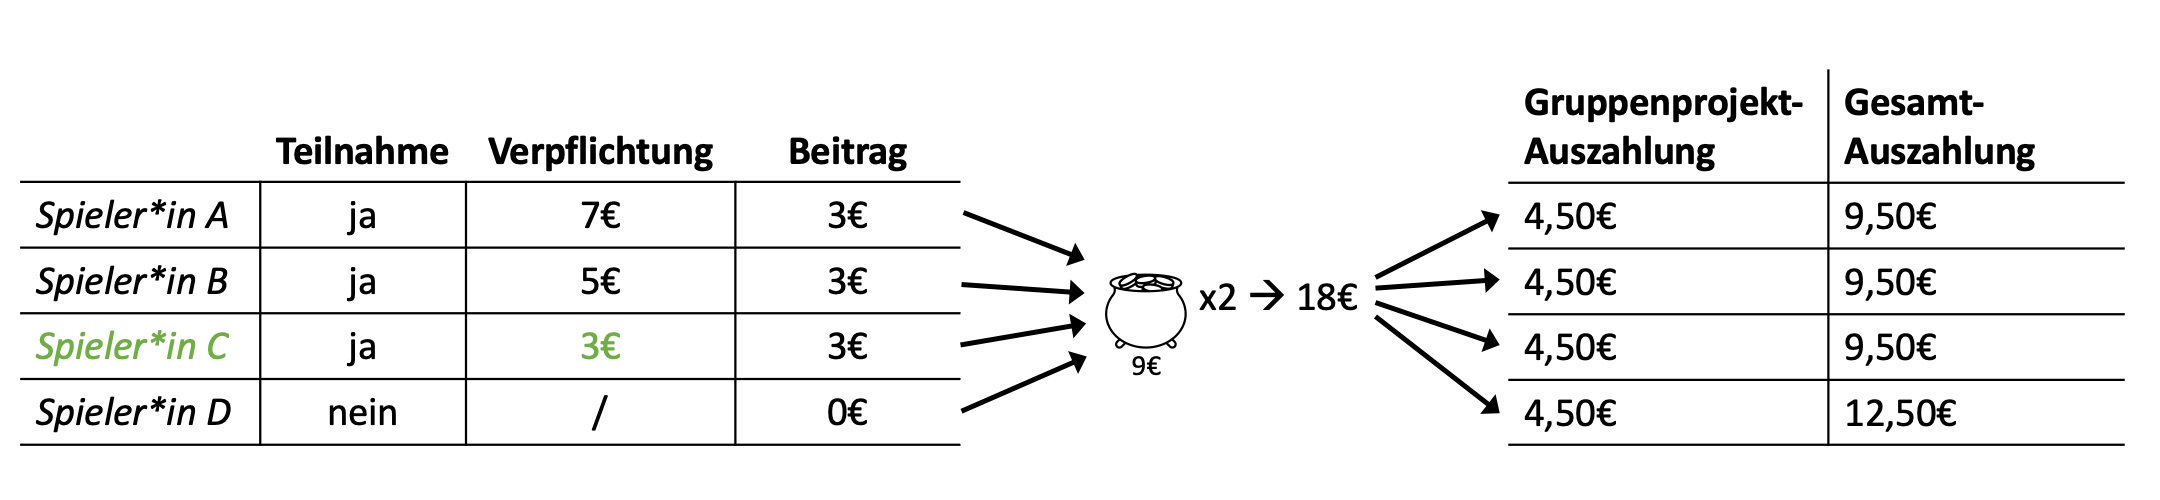 Teilnahme Verpflichtung Beitrag
Spieler*in A ja 7€ 3€
Spieler*in B ja 5€ 3€
Spieler*in C ja 3€ 3€
Spieler*in D nein / 0€
9€
x2 → 18€
Gruppenprojekt- Gesamt-
Auszahlung Auszahlung
4,50€ 9,50€
4,50€ 9,50€
4,50€ 9,50€
4,50€ 12,50€